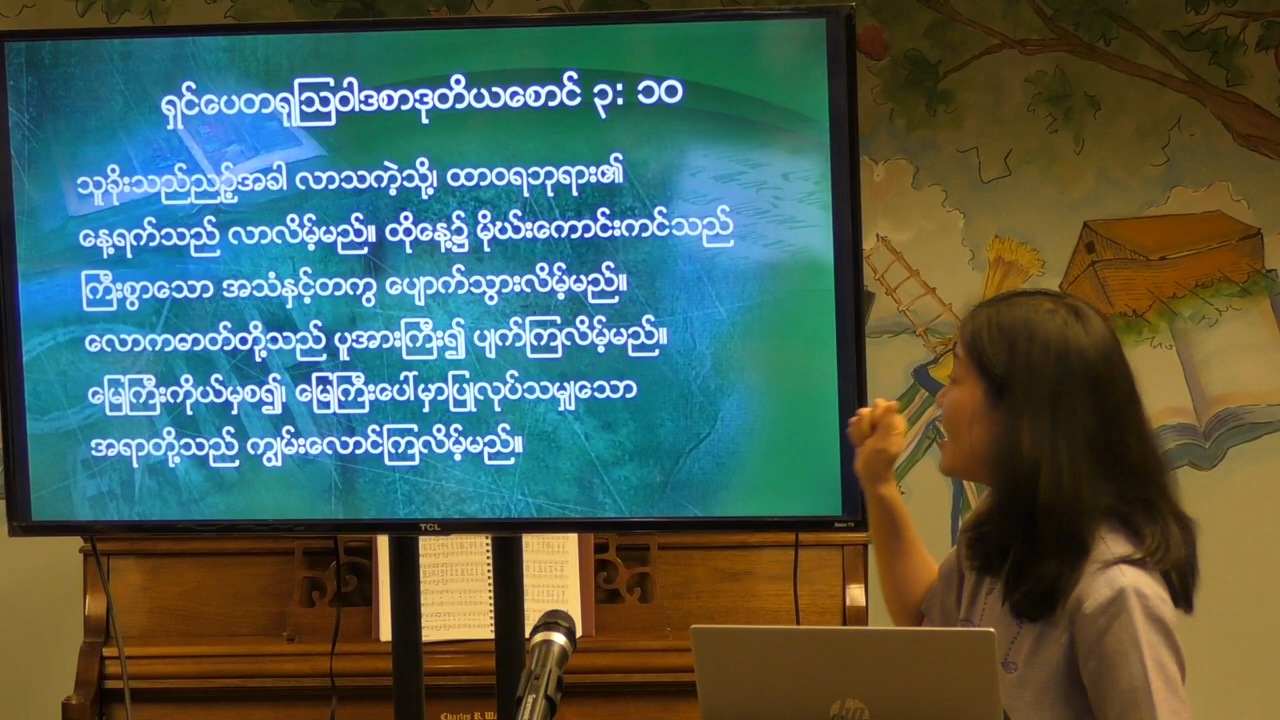 ရှင်ပေတရုဩဝါဒစာဒုတိယစောင် ၃: ၁၀
သူခိုးသည်ညဉ့်အခါ လာသကဲ့သို့၊ ထာဝရဘုရား၏
နေ့ရက်သည် လာလိမ့်မည်။ ထိုနေ့၌ မိုဃ်းကောင်းကင်သည်
ကြီးစွာသော အသံနှင့်တကွ ပျောက်သွားလိမ့်မည်။
လောကဓာတ်တို့သည် ပူအားကြီး၍ ပျက်ကြလိမ့်မည်။
မြေကြီးကိုယ်မှစ၍၊ မြေကြီးပေါ်မှာပြုလုပ်သမျှသော
အရာတို့သည် ကျွမ်းလောင်ကြလိမ့်မည်။
TCL
Roku TV
hp
Charles R.